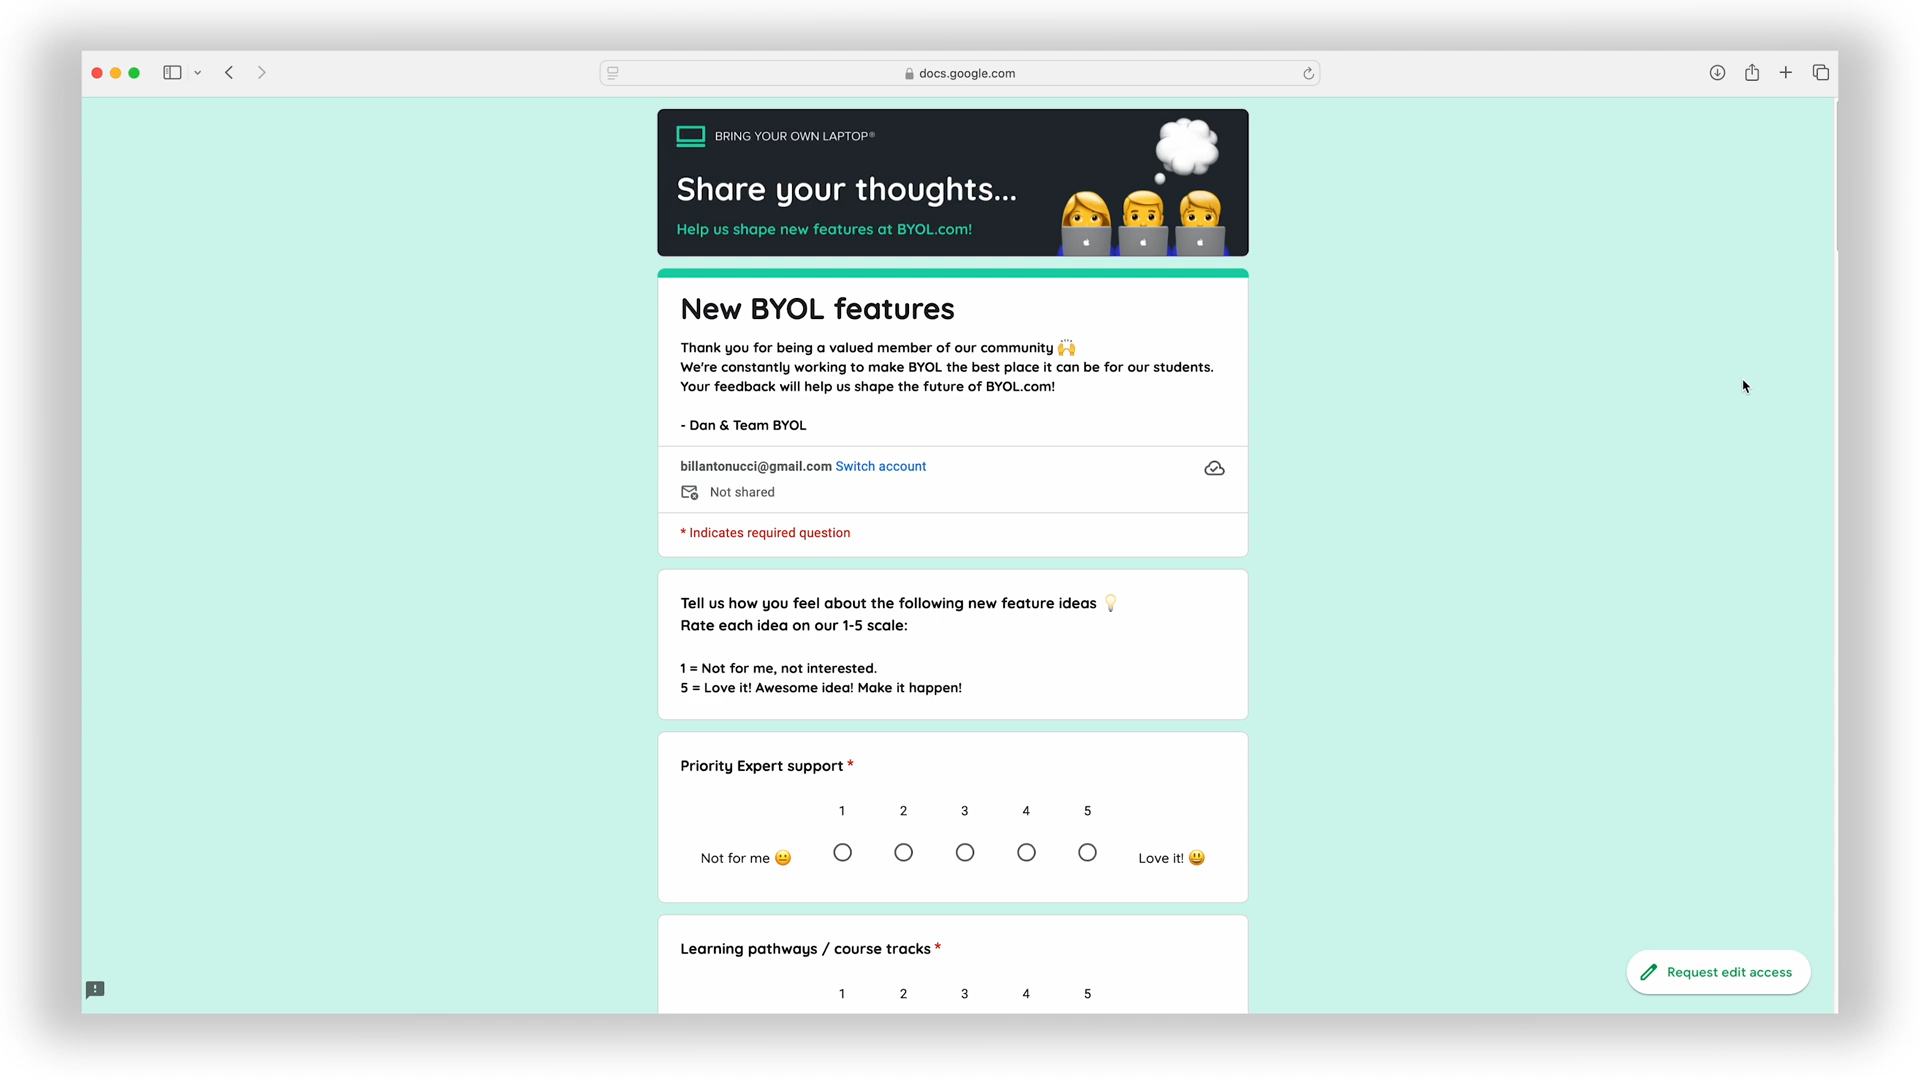 docs.google.com
BRING YOUR OWN LAPTOP®
Share your thoughts...
Help us shape new features at BYOL.com!
New BYOL features
Thank you for being a valued member of our community 🙌
We're constantly working to make BYOL the best place it can be for our students.
Your feedback will help us shape the future of BYOL.com!
- Dan & Team BYOL
billantonucci@gmail.com Switch account
Not shared
* Indicates required question
Tell us how you feel about the following new feature ideas 💡
Rate each idea on our 1-5 scale:
1 = Not for me, not interested.
5 = Love it! Awesome idea! Make it happen!
Priority Expert support *
1 2 3 4 5
Not for me 😐 Love it! 😃
Learning pathways / course tracks *
1 2 3 4 5
Request edit access